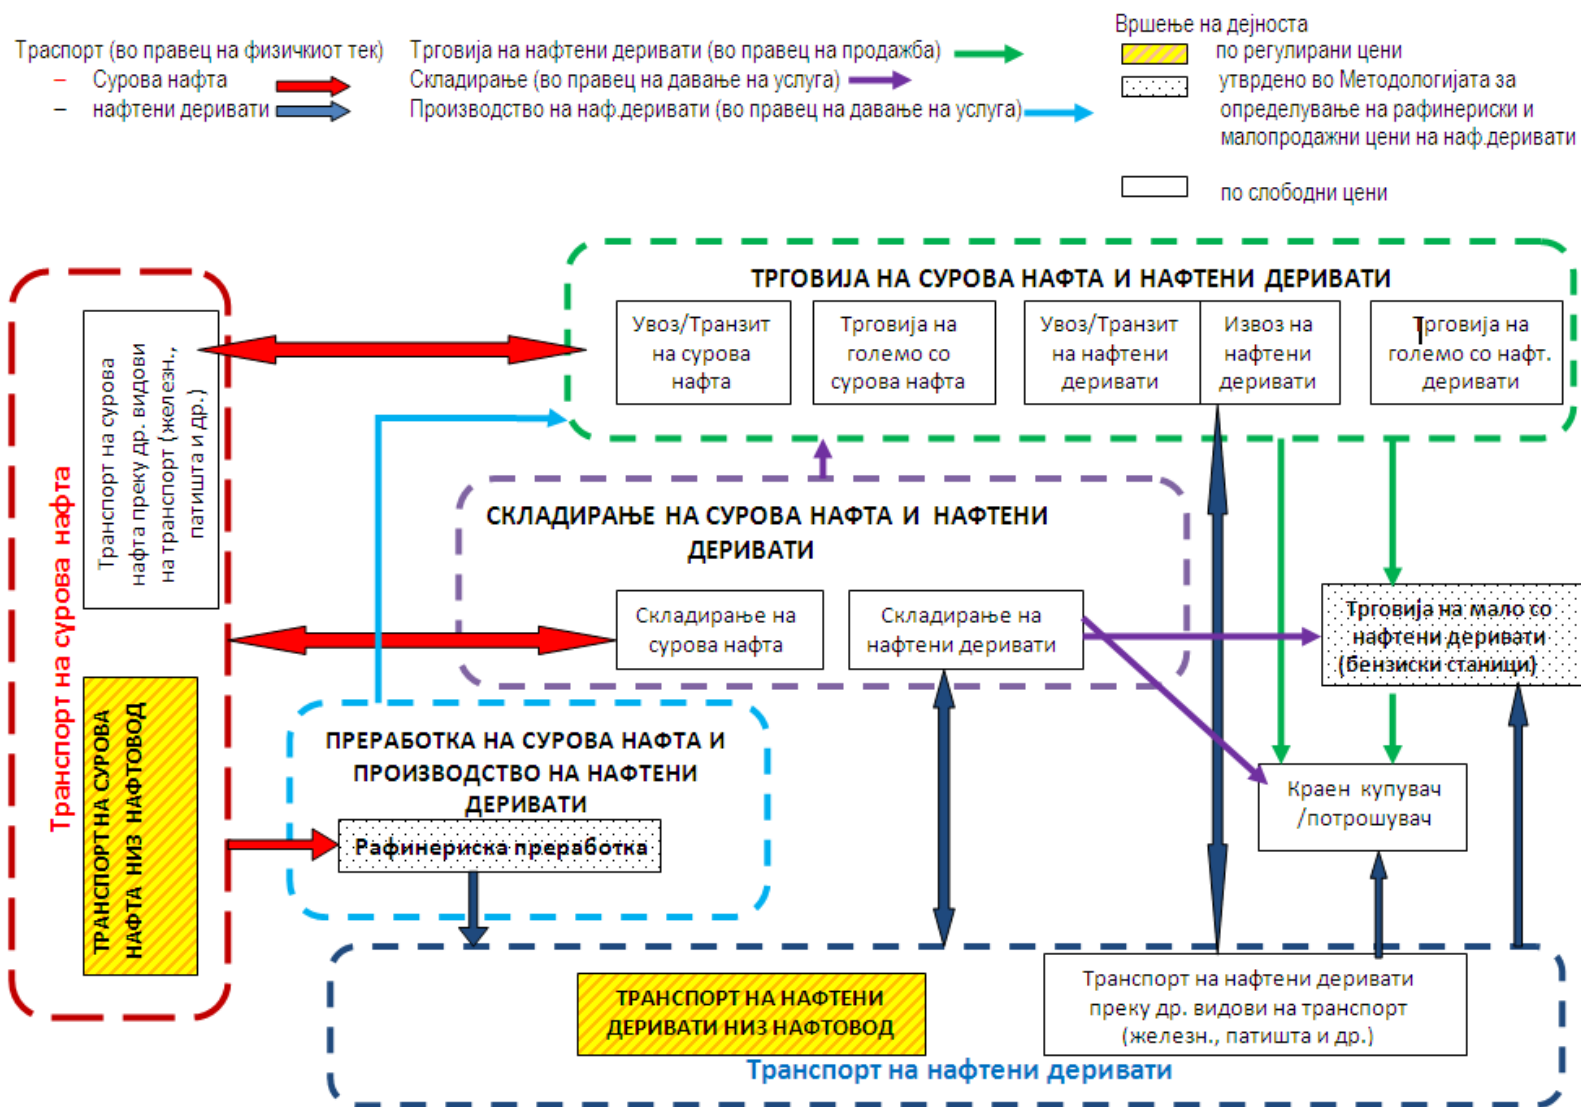 Траспорт (во правец на физичкиот тек)
– Сурова нафта
– нафтени деривати
Трговија на нафтени деривати (во правец на продажба)
Складирање (во правец на давање на услуга)
Производство на наф.деривати (во правец на давање на услуга)
Вршење на дејноста
по регулирани цени
утврдено во Методологијата за
определување на рафинериски и
малопродажни цени на наф.деривати
по слободни цени
ТРГОВИЈА НА СУРОВА НАФТА И НАФТЕНИ ДЕРИВАТИ
Увоз/Транзит
на сурова
нафта
Трговија на
големо со
сурова нафта
Увоз/Транзит
на нафтени
деривати
Извоз на
нафтени
деривати
Трговија на
големо со нафт.
деривати
Транспорт на сурова нафта
Транспорт на сурова
нафта преку др. видови
на транспорт (железн.,
патишта и др.)
ТРАНСПОРТ НА СУРОВА
НАФТА НИЗ НАФТОВОД
СКЛАДИРАЊЕ НА СУРОВА НАФТА И НАФТЕНИ
ДЕРИВАТИ
Складирање на
сурова нафта
Складирање на
нафтени деривати
Трговија на мало со
нафтени деривати
(бензиски станици)
ПРЕРАБОТКА НА СУРОВА НАФТА И
ПРОИЗВОДСТВО НА НАФТЕНИ
ДЕРИВАТИ
Рафинериска преработка
Краен купувач
/потрошувач
ТРАНСПОРТ НА НАФТЕНИ
ДЕРИВАТИ НИЗ НАФТОВОД
Транспорт на нафтени деривати
преку др. видови на транспорт
(железн., патишта и др.)
Транспорт на нафтени деривати